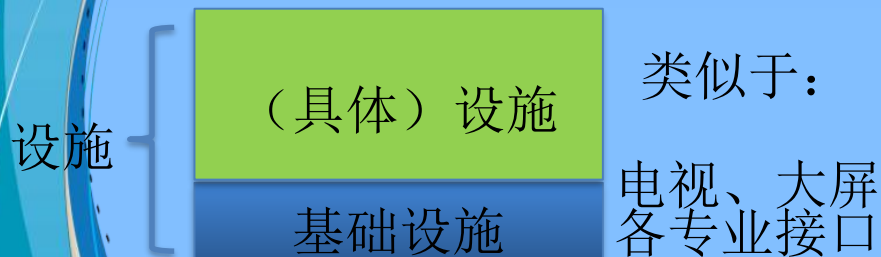 设施
（具体）设施
基础设施
类似于：
电视、大屏
各专业接口